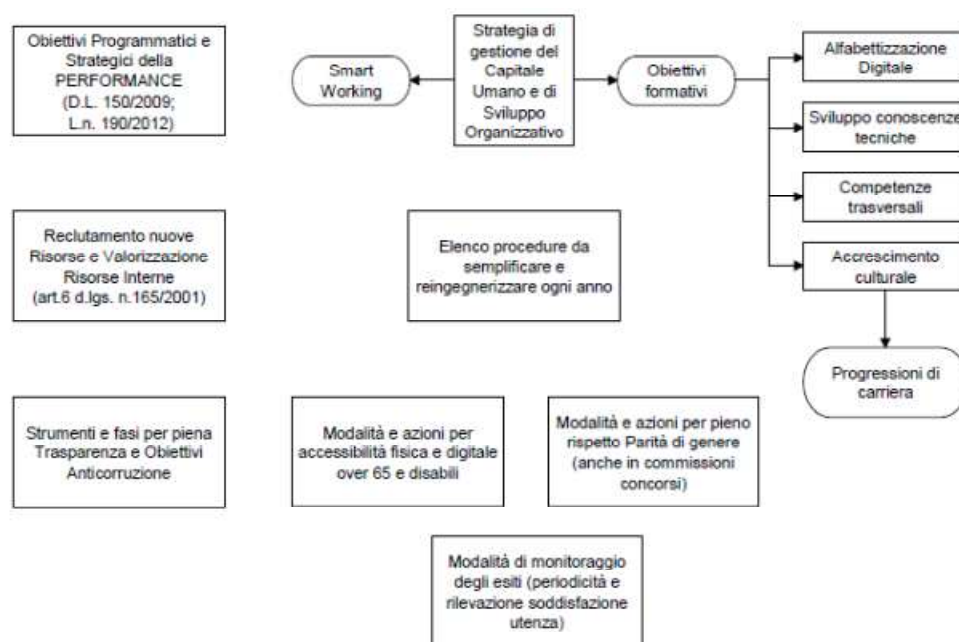 Obiettivi Programmatici e
Strategici della
PERFORMANCE
(D.L. 150/2009;
L.n. 190/2012)
Smart
Working
Strategia di
gestione del
Capitale
Umano e di
Sviluppo
Organizzativo
Obiettivi
formativi
Alfabettizzazione
Digitale
Sviluppo conoscenze
tecniche
Competenze
trasversali
Accrescimento
culturale
Progressioni di
carriera
Reclutamento nuove
Risorse e Valorizzazione
Risorse Interne
(art.6 d.lgs. n.165/2001)
Elenco procedure da
semplificare e
reingegnerizzare ogni anno
Strumenti e fasi per piena
Trasparenza e Obiettivi
Anticorruzione
Modalità e azioni per
accessibilità fisica e digitale
over 65 e disabili
Modalità e azioni per pieno
rispetto Parità di genere
(anche in commissioni
concorsi)
Modalità di monitoraggio
degli esiti (periodicità e
rilevazione soddisfazione
utenza)